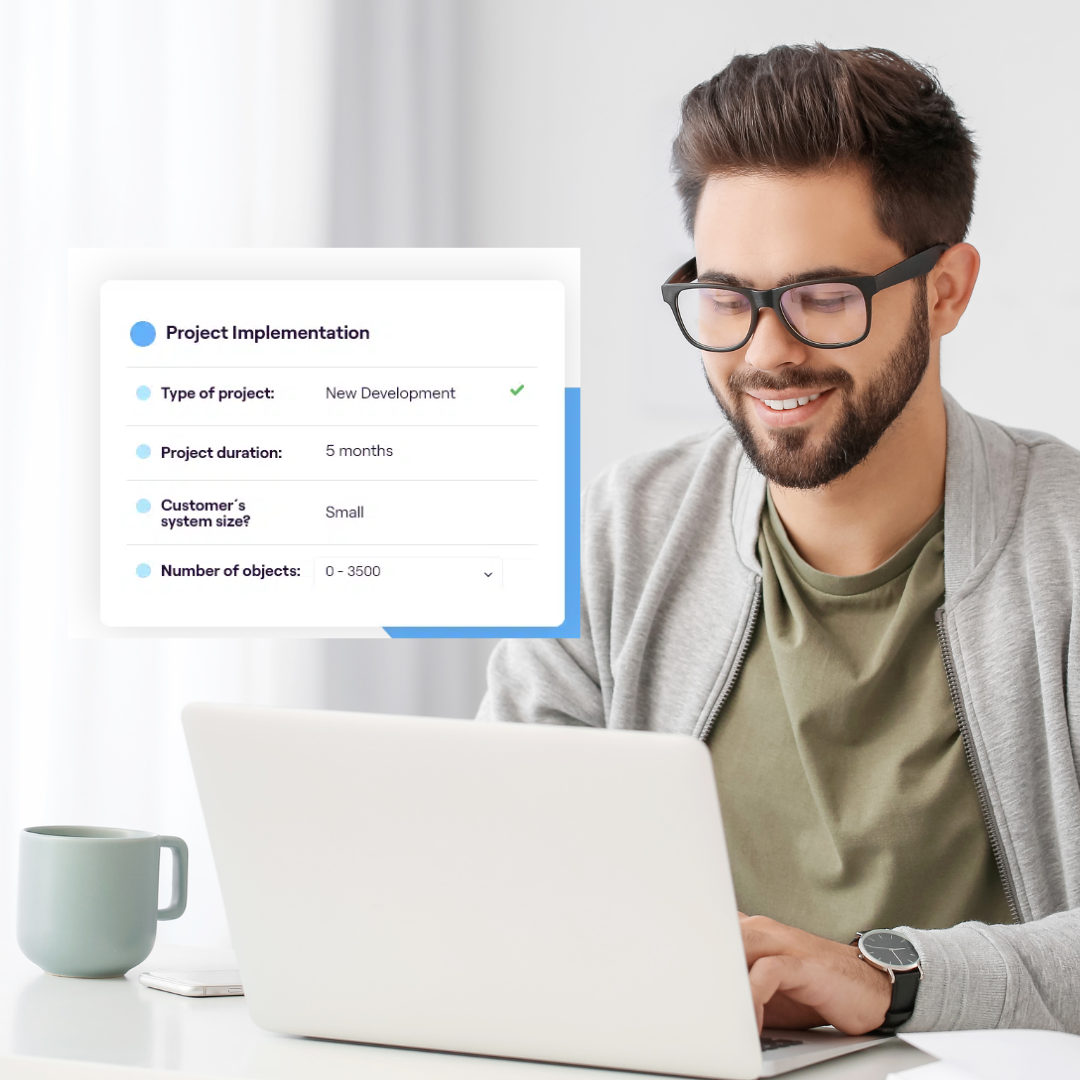 Project Implementation
Type of project: New Development
Project duration: 5 months
Customer´s
system size? Small
Number of objects: 0 - 3500